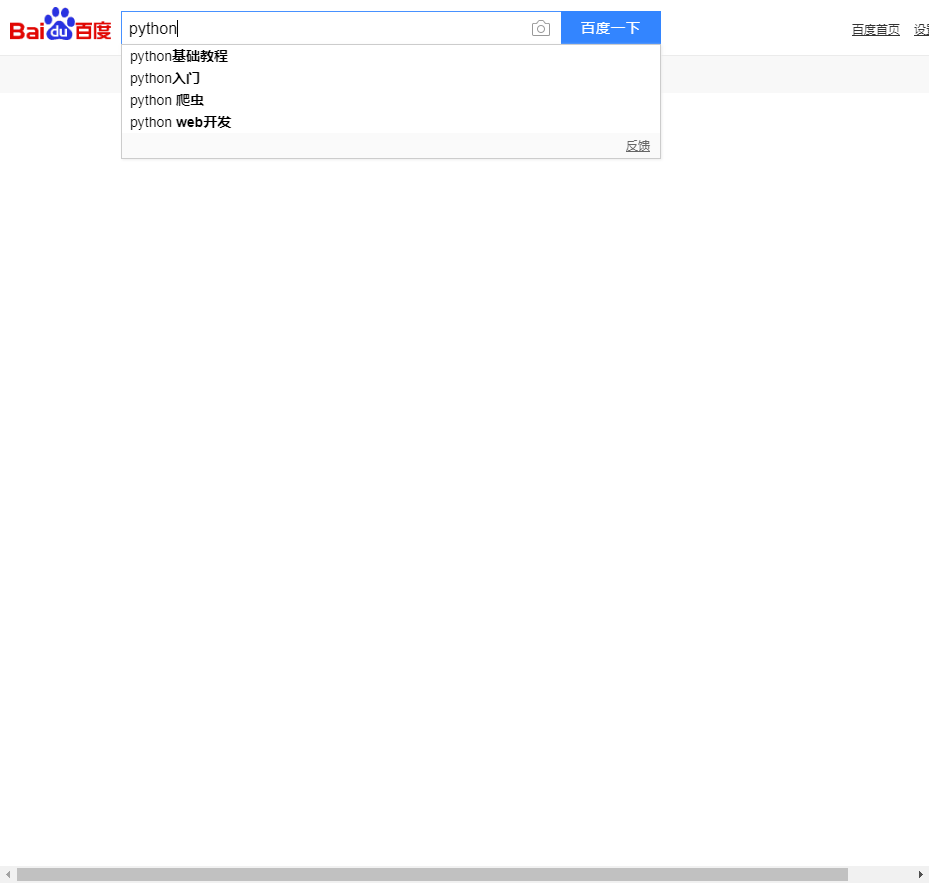 Bai du 百度 python 百度一下 百度首页 设置
python基础教程
python入门
python 爬虫
python web开发
反馈